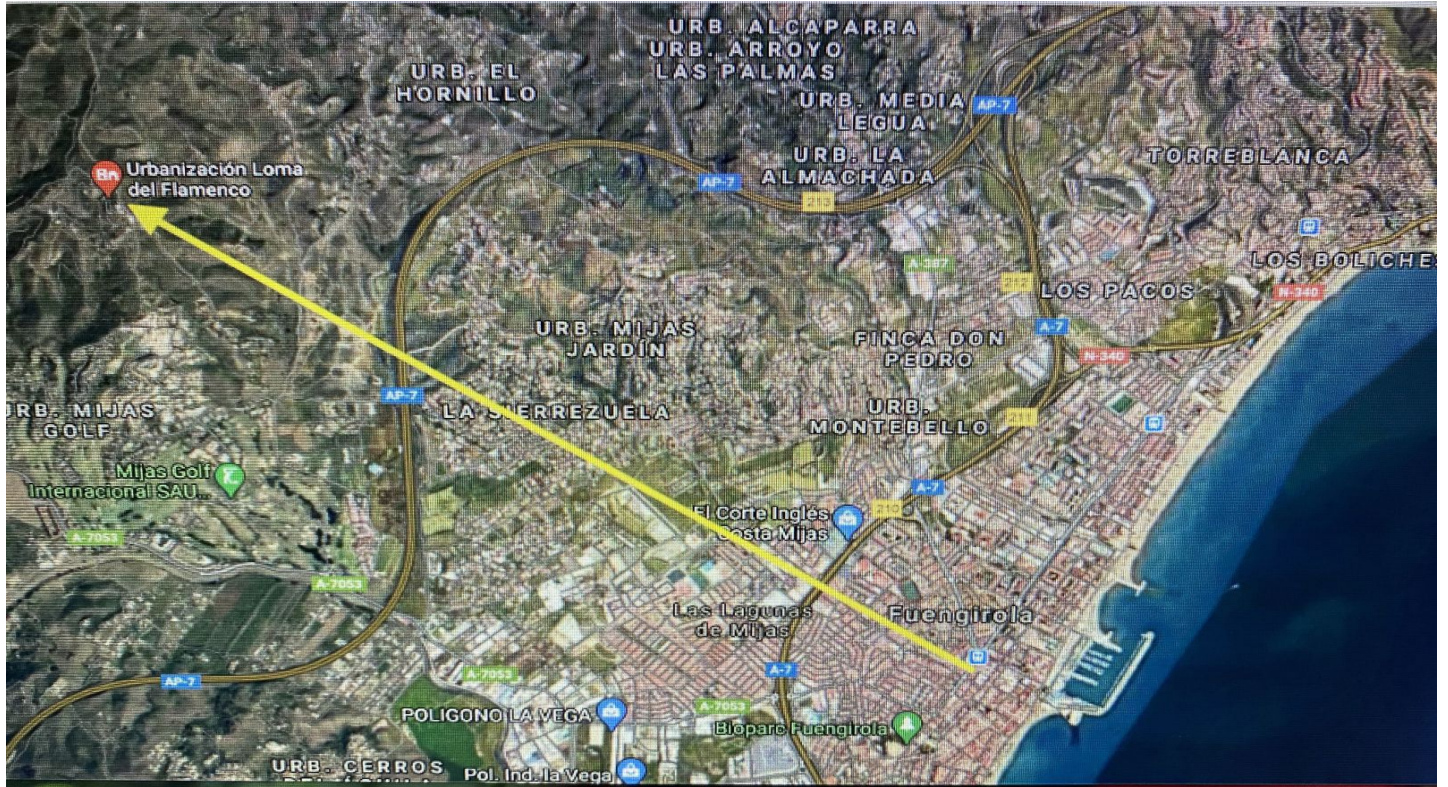 URB. ALCAPARRA
URB. ARROYO
LAS PALMAS
URB. EL
HORNILLO
URB. MEDIA
LEGUA
AP-7
URB. LA
ALMACHADA
TORREBLANCA
Urbanización Loma
del Flamenco
AP-7
213
LOS BOLICHES
A-387
212
LOS PACOS
N-340
URB. MIJAS
JARDÍN
FINCA DON
PEDRO
A-7
N-340
AP-7
URB. MIJAS
GOLF
LA SIERREZUELA
URB.
MONTEBELLO
211
Mijas Golf
Internacional SAU...
A-7
El Corte Inglés
Costa Mijas
210
A-7053
A-7053
Las Lagunas
de Mijas
Fuengirola
AP-7
A-7053
A-7
POLIGONO LA VEGA
A-7053
Bioparc Fuengirola
URB. CERROS
Pol. Ind. la Vega